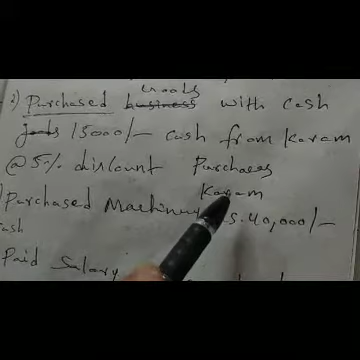 Goods
2) Purchased business with cash
goods 15000/- cash from Karam
@ 5% discount Purchases
Karam
Purchased Machinery 40,000/-
Cash
Paid Salary